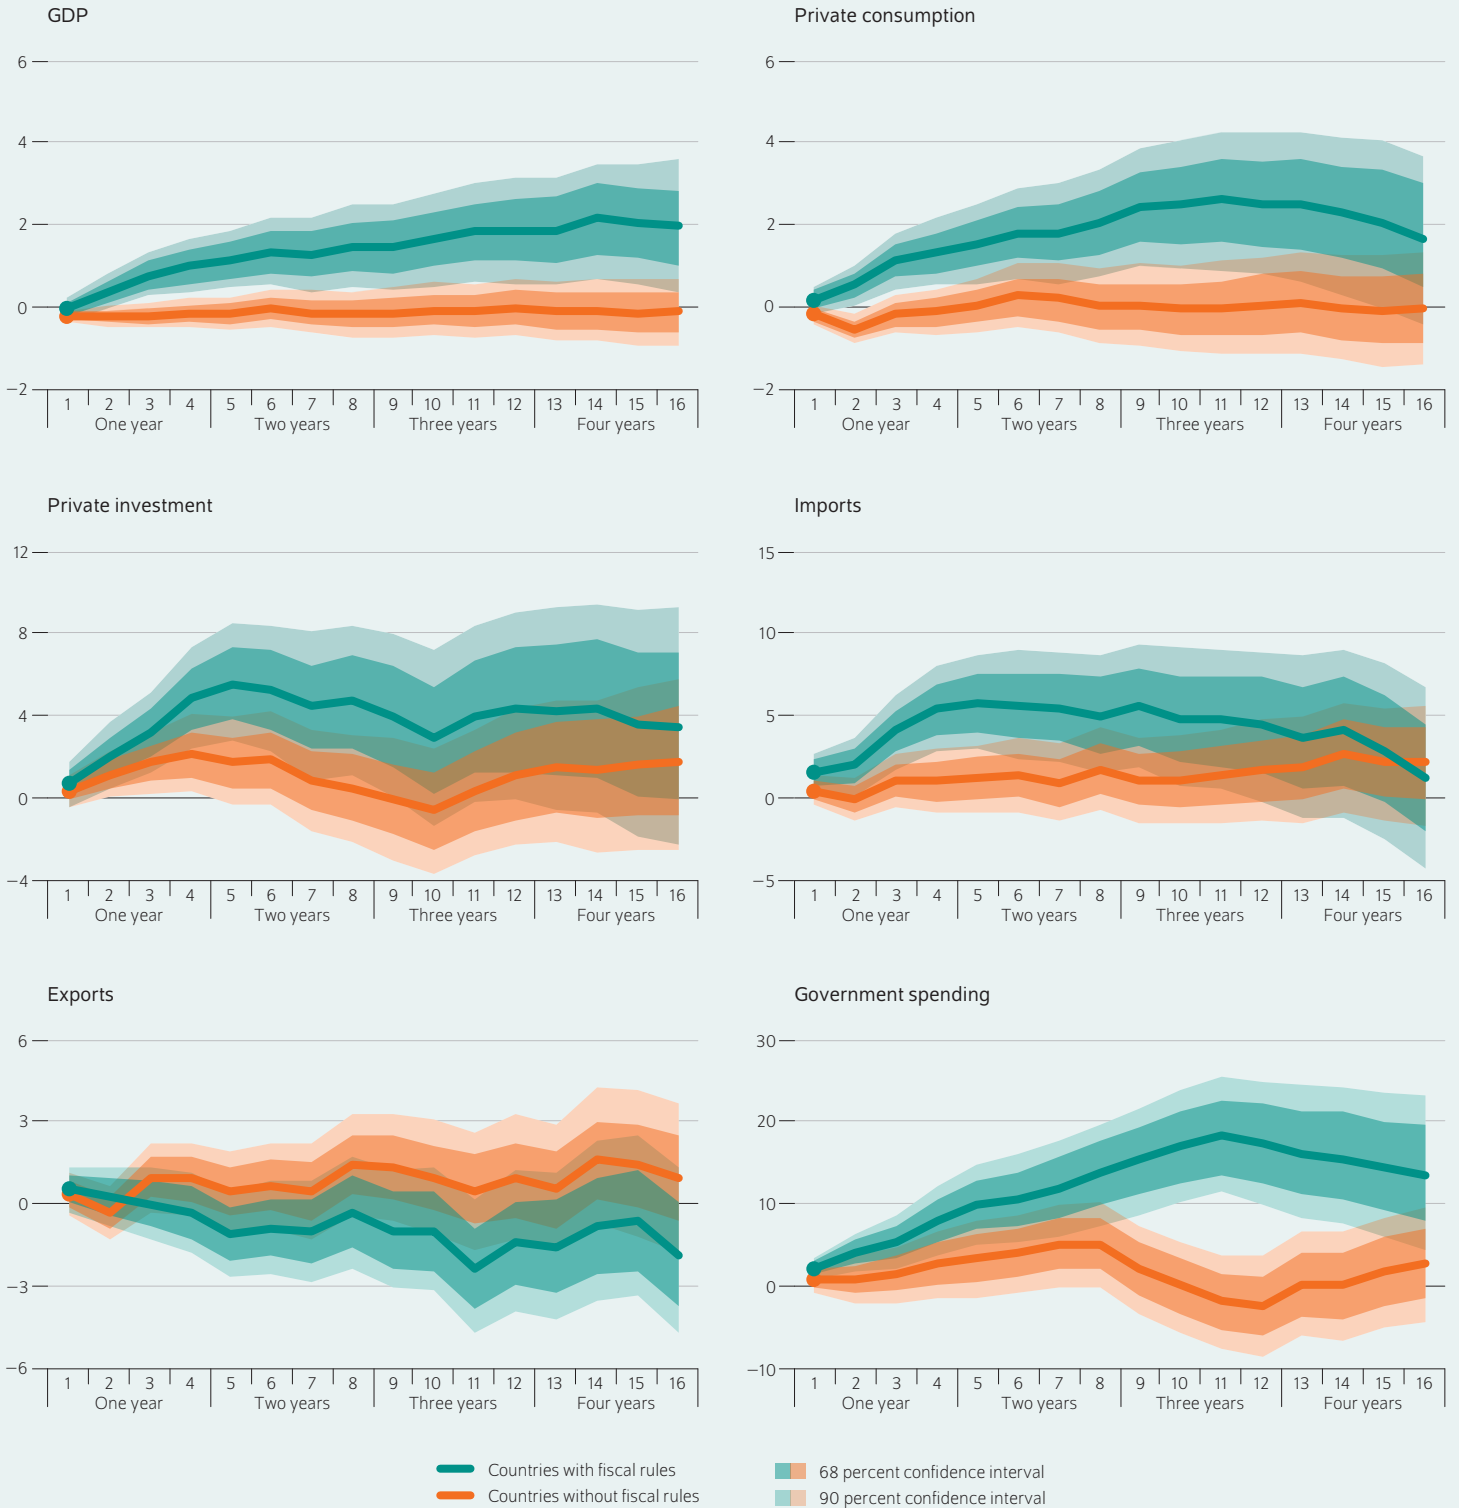 GDP
6
4
2
0
−2
1 2 3 4 5 6 7 8 9 10 11 12 13 14 15 16
One year Two years Three years Four years
Private consumption
6
4
2
0
−2
1 2 3 4 5 6 7 8 9 10 11 12 13 14 15 16
One year Two years Three years Four years
Private investment
12
8
4
0
−4
1 2 3 4 5 6 7 8 9 10 11 12 13 14 15 16
One year Two years Three years Four years
Imports
15
10
5
0
−5
1 2 3 4 5 6 7 8 9 10 11 12 13 14 15 16
One year Two years Three years Four years
Exports
6
3
0
−3
−6
1 2 3 4 5 6 7 8 9 10 11 12 13 14 15 16
One year Two years Three years Four years
Government spending
30
20
10
0
−10
1 2 3 4 5 6 7 8 9 10 11 12 13 14 15 16
One year Two years Three years Four years
Countries with fiscal rules
Countries without fiscal rules
68 percent confidence interval
90 percent confidence interval